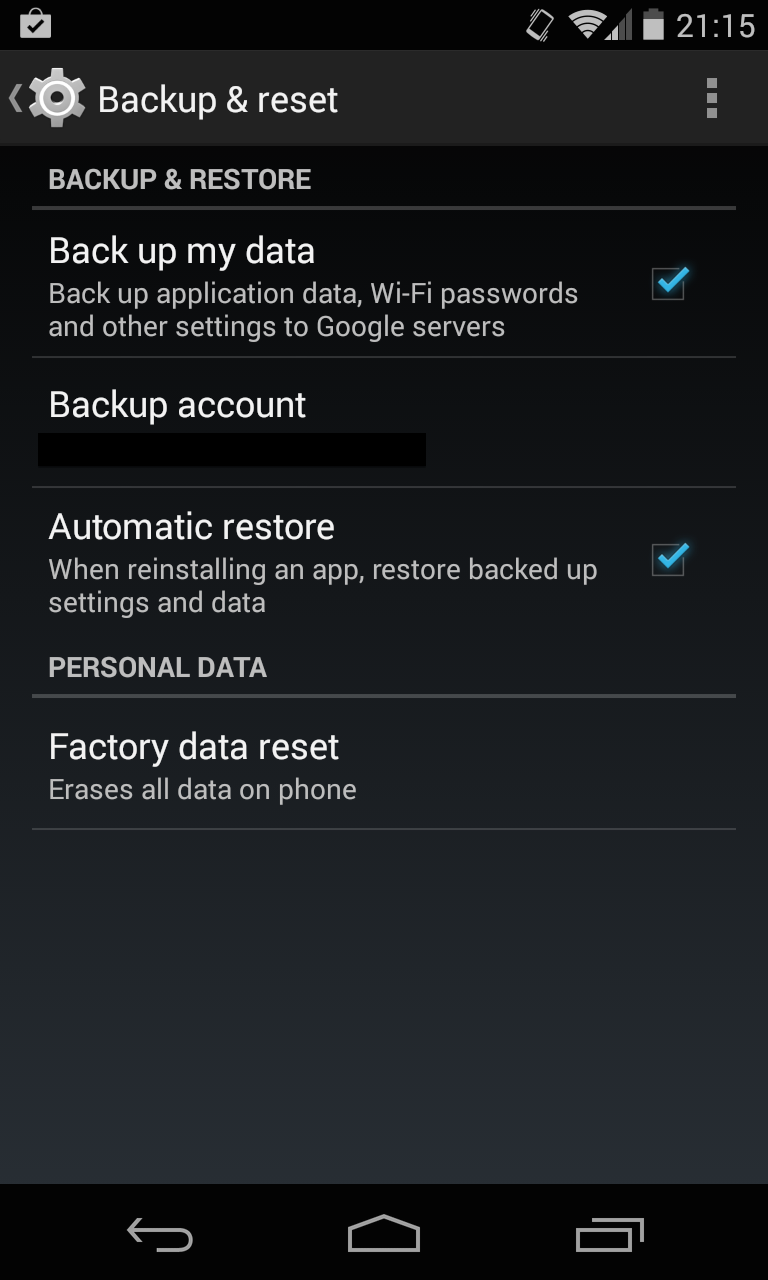 21:15
Backup & reset
BACKUP & RESTORE
Back up my data
Back up application data, Wi-Fi passwords
and other settings to Google servers
Backup account
Automatic restore
When reinstalling an app, restore backed up
settings and data
PERSONAL DATA
Factory data reset
Erases all data on phone